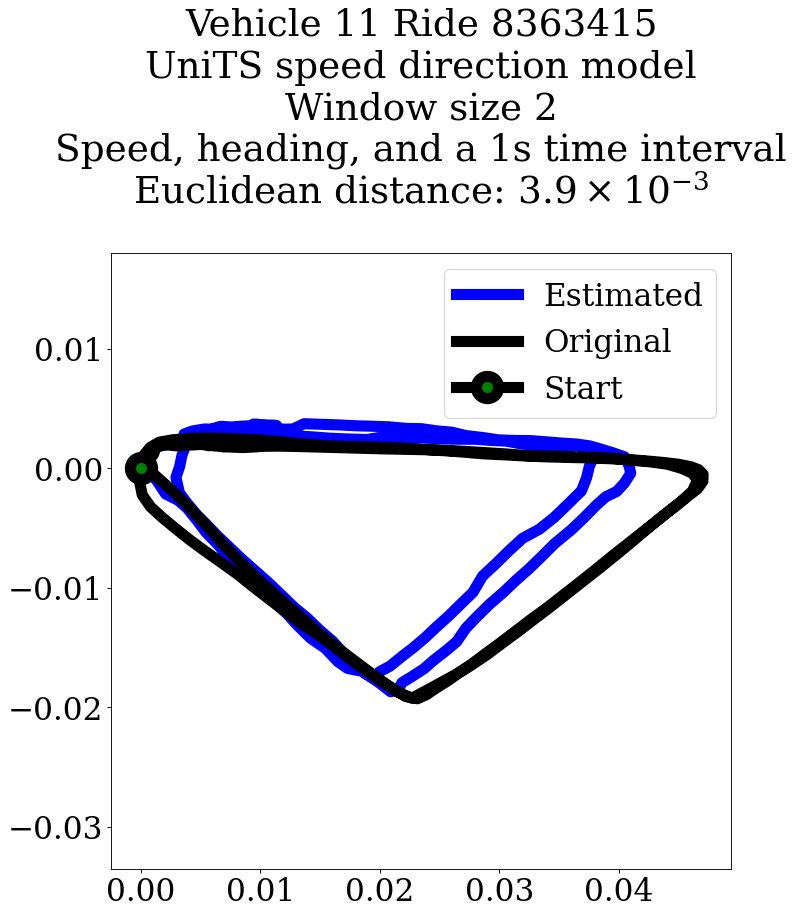 Vehicle 11 Ride 8363415
UniTS speed direction model
Window size 2
Speed, heading, and a 1s time interval
Euclidean distance: 3.9 × 10⁻³
Estimated
Original
Start
0.01
0.00
−0.01
−0.02
−0.03
0.00 0.01 0.02 0.03 0.04